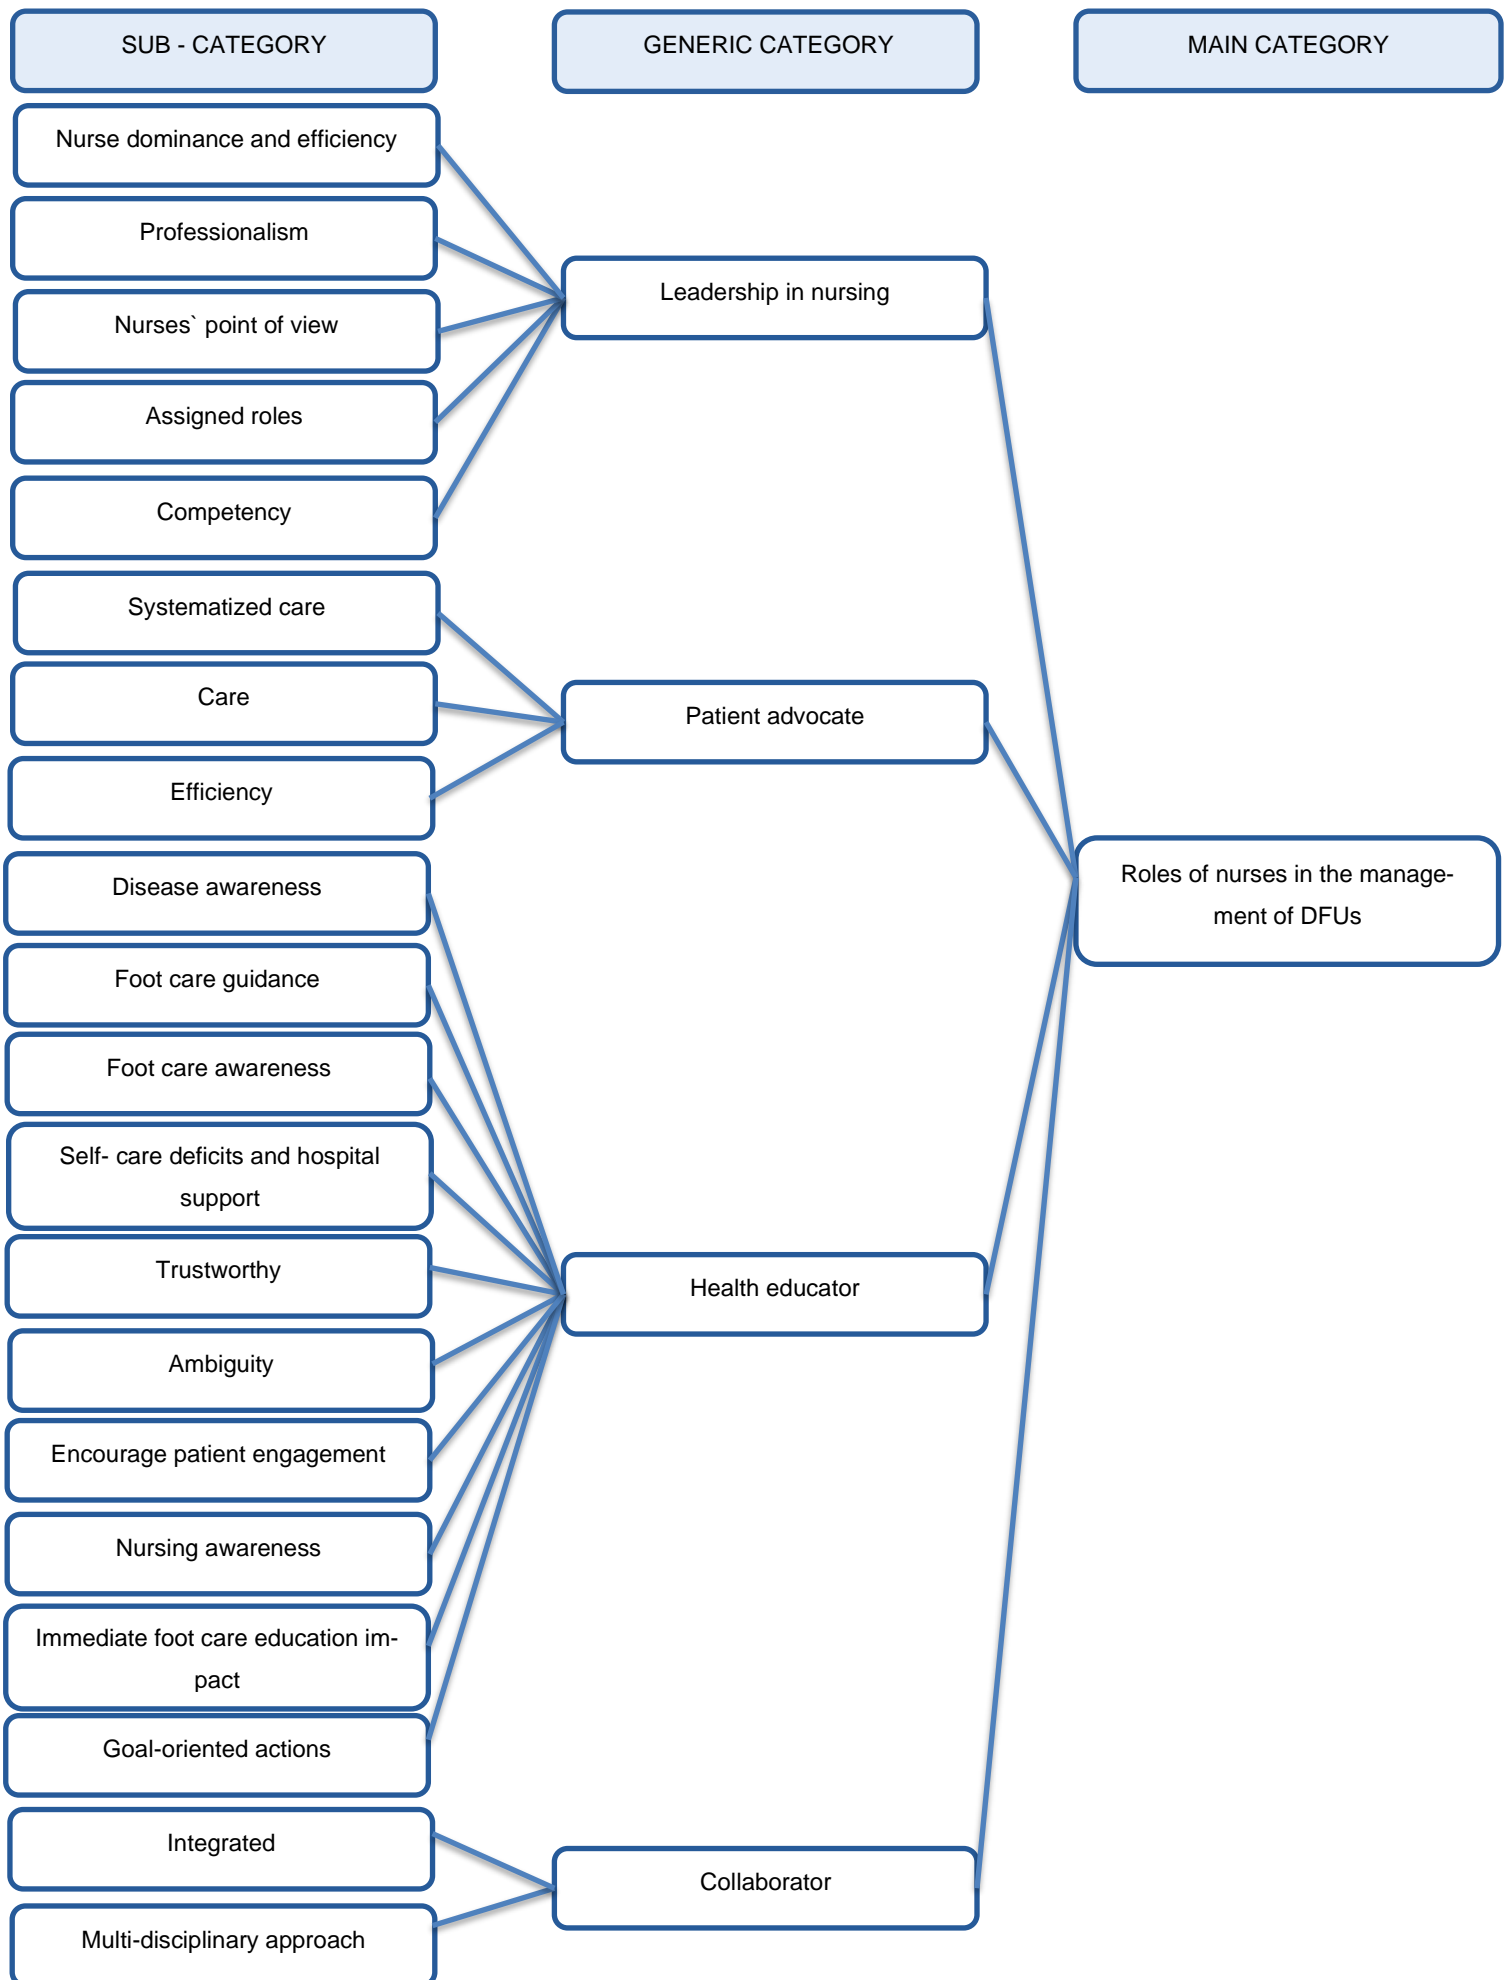 SUB - CATEGORY
GENERIC CATEGORY
MAIN CATEGORY
Nurse dominance and efficiency
Professionalism
Nurses` point of view
Assigned roles
Competency
Leadership in nursing
Systematized care
Care
Efficiency
Patient advocate
Disease awareness
Foot care guidance
Foot care awareness
Self- care deficits and hospital
support
Trustworthy
Ambiguity
Encourage patient engagement
Nursing awareness
Immediate foot care education im-
pact
Goal-oriented actions
Health educator
Integrated
Multi-disciplinary approach
Collaborator
Roles of nurses in the manage-
ment of DFUs